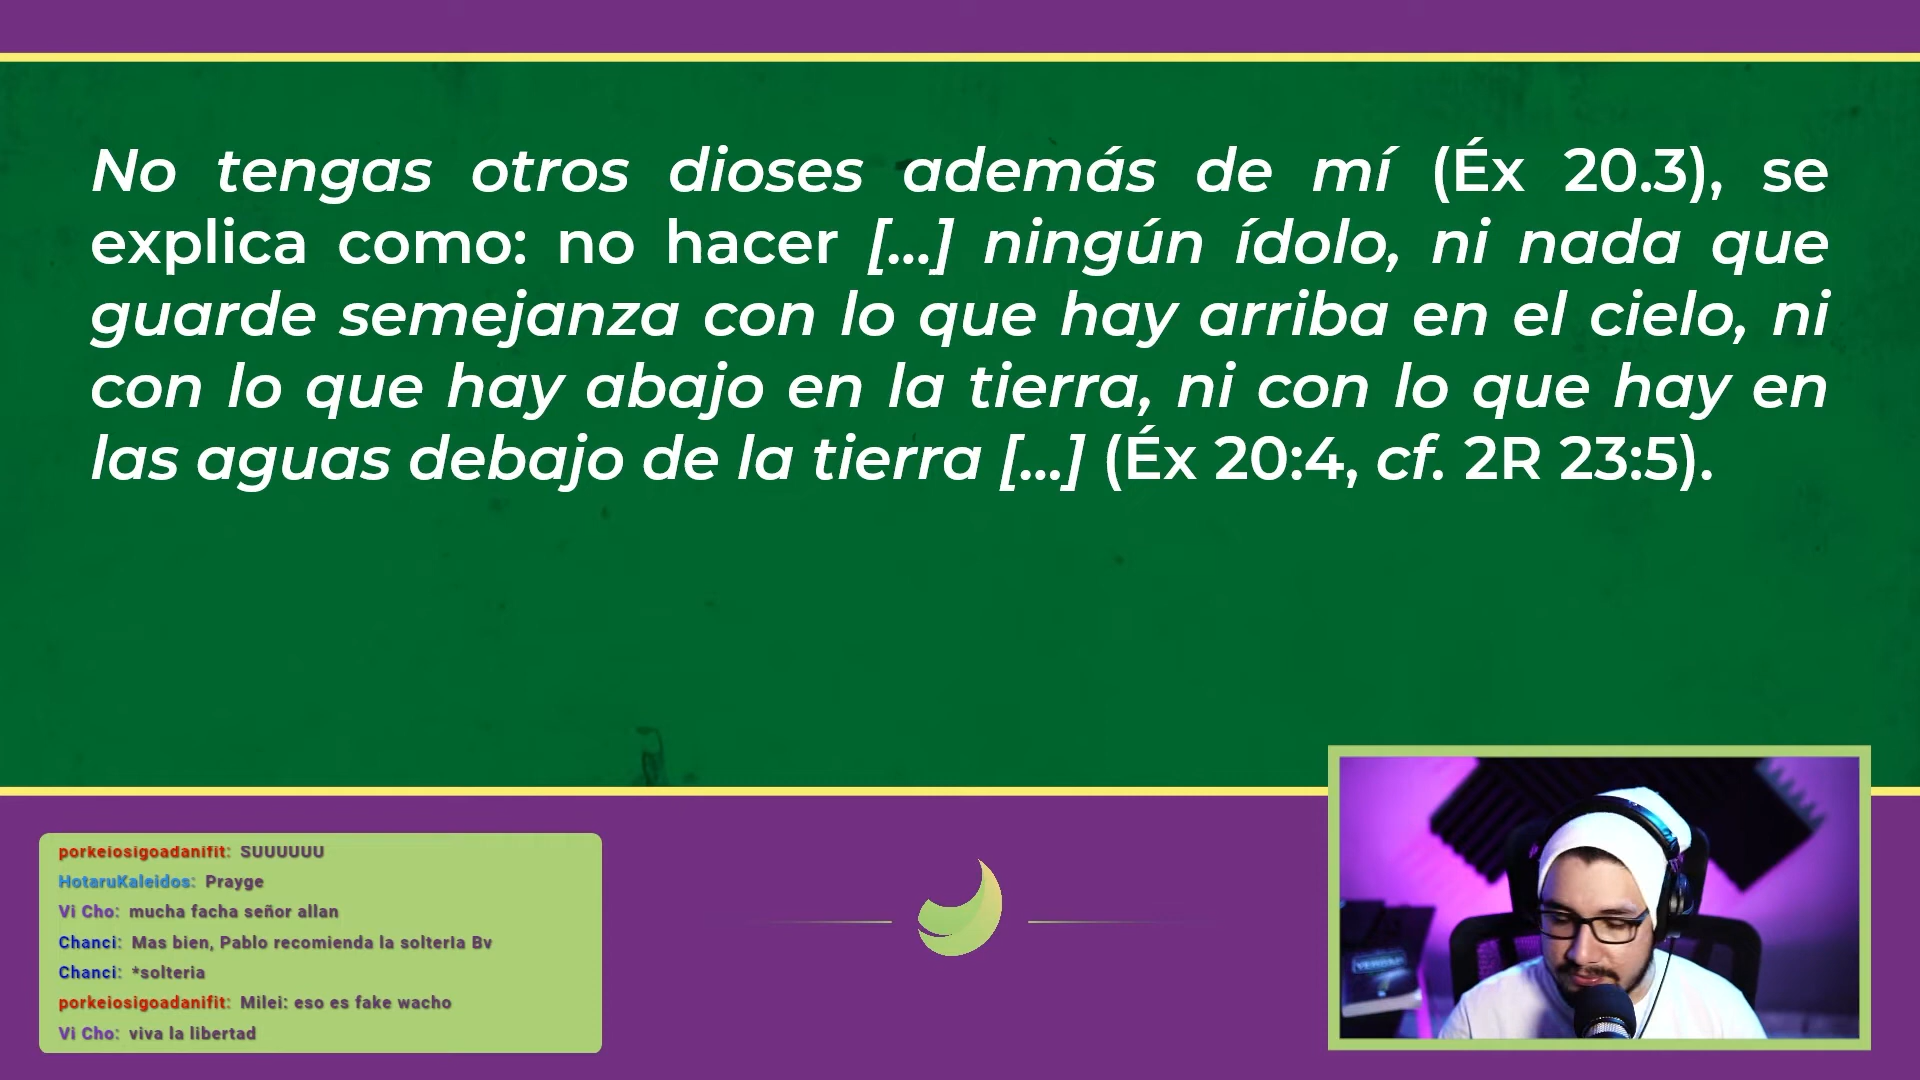 No tengas otros dioses además de mí (Éx 20.3), se
explica como: no hacer [...] ningún ídolo, ni nada que
guarde semejanza con lo que hay arriba en el cielo, ni
con lo que hay abajo en la tierra, ni con lo que hay en
las aguas debajo de la tierra [...] (Éx 20:4, cf. 2R 23:5).
porkeiosigoadanifit: SUUUUUU
HotaruKaleidos: Prayge
Vi Cho: mucha facha señor allan
Chanci: Mas bien, Pablo recomienda la solterIa Bv
Chanci: *solteria
porkeiosigoadanifit: Milei: eso es fake wacho
Vi Cho: viva la libertad